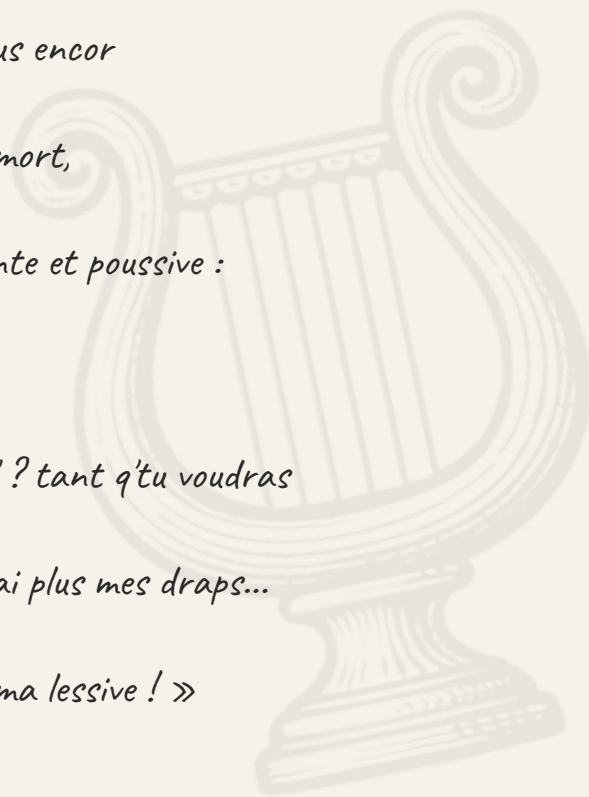 us encor
mort,
nte et poussive :
? tant q'tu voudras
ai plus mes draps...
ma lessive ! »